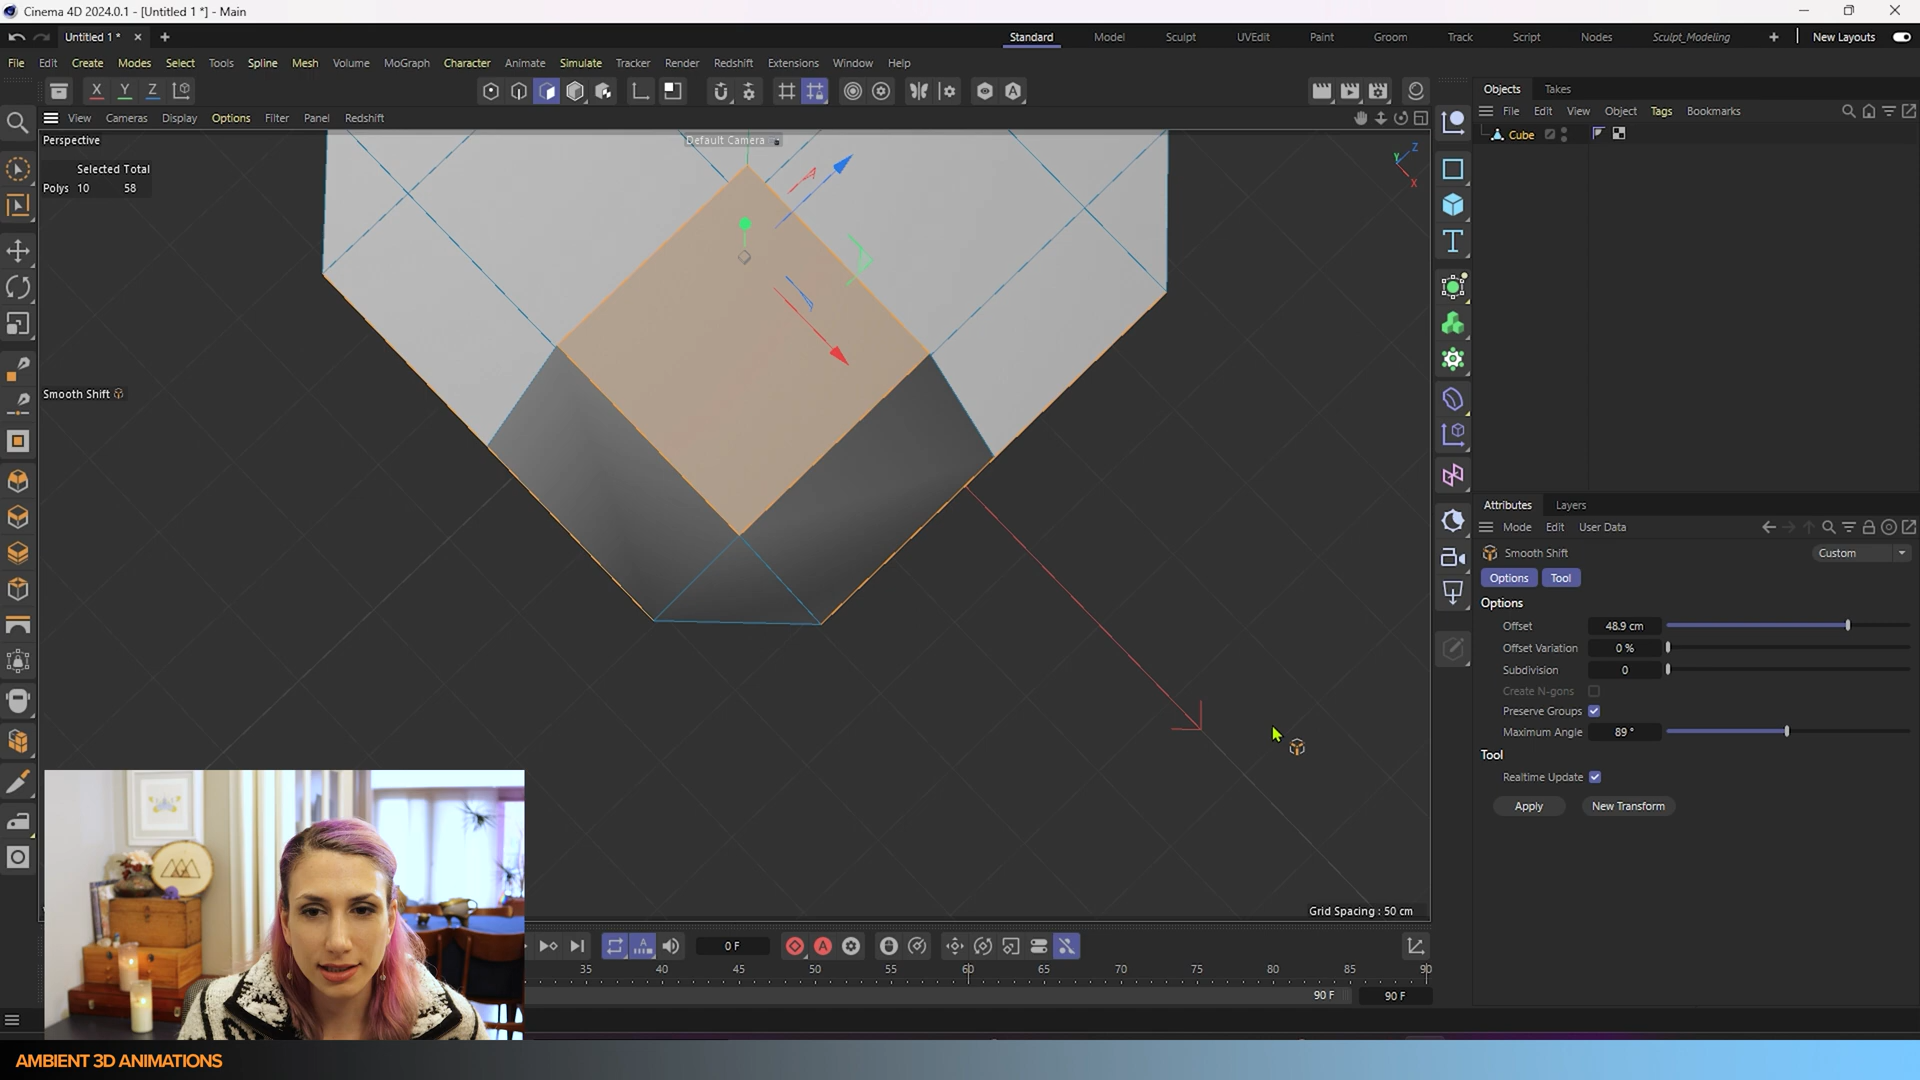 Cinema 4D 2024.0.1 - [Untitled 1 *] - Main
Untitled 1 *
Standard Model Sculpt UVEdit Paint Groom Track Script Nodes Sculpt_Modeling New Layouts
File Edit Create Modes Select Tools Spline Mesh Volume MoGraph Character Animate Simulate Tracker Render Redshift Extensions Window Help
X Y Z
Objects Takes
File Edit View Object Tags Bookmarks
Cube
View Cameras Display Options Filter Panel Redshift
Perspective
Default Camera
Selected Total
Polys 10 58
Y Z X
Smooth Shift
Attributes Layers
Mode Edit User Data
Smooth Shift Custom
Options Tool
Options
Offset 48.9 cm
Offset Variation 0 %
Subdivision 0
Create N-gons
Preserve Groups
Maximum Angle 89 °
Tool
Realtime Update
Apply New Transform
Grid Spacing : 50 cm
0 F
35 40 45 50 55 60 65 70 75 80 85 90
90 F 90 F
AMBIENT 3D ANIMATIONS